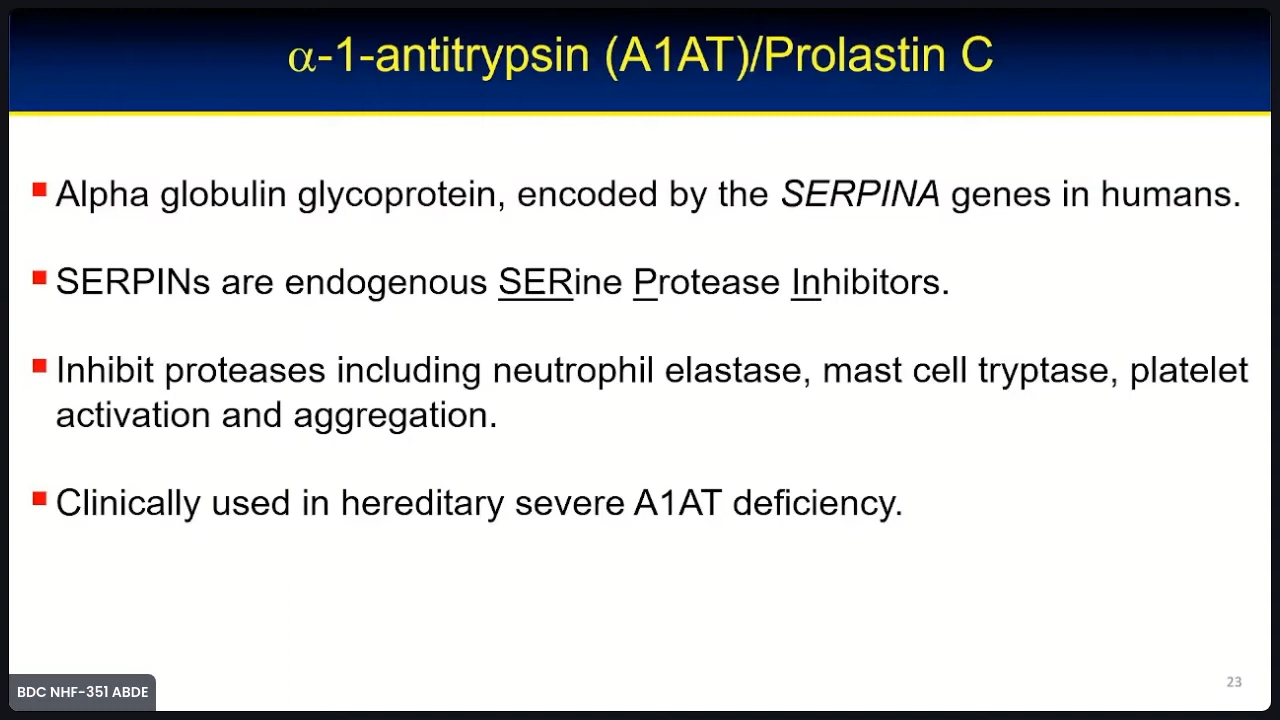 α-1-antitrypsin (A1AT)/Prolastin C
Alpha globulin glycoprotein, encoded by the SERPINA genes in humans.
SERPINs are endogenous SERine Protease Inhibitors.
Inhibit proteases including neutrophil elastase, mast cell tryptase, platelet
activation and aggregation.
Clinically used in hereditary severe A1AT deficiency.
BDC NHF-351 ABDE
23